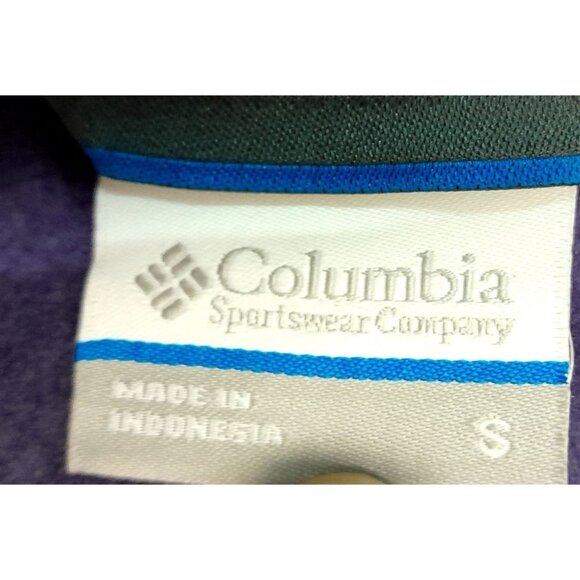 Columbia
Sportswear Company
MADE IN
INDONESIA
S